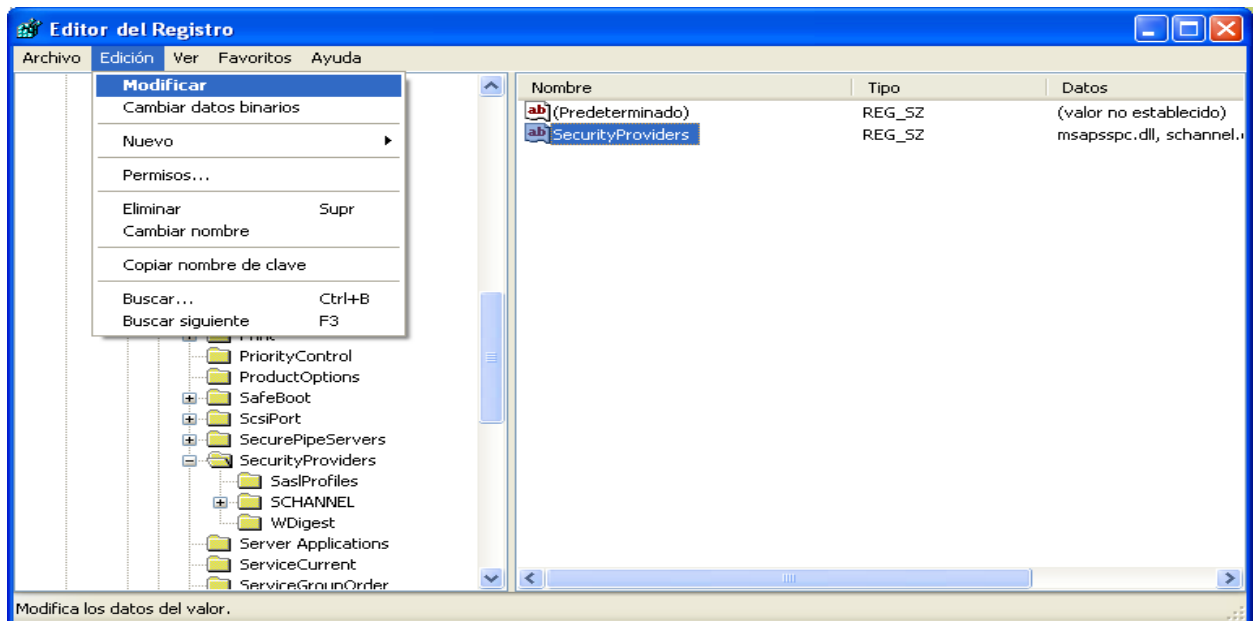 Editor del Registro
Archivo Edición Ver Favoritos Ayuda
Modificar
Cambiar datos binarios
Nuevo
Permisos...
Eliminar Supr
Cambiar nombre
Copiar nombre de clave
Buscar... Ctrl+B
Buscar siguiente F3
PriorityControl
ProductOptions
SafeBoot
ScsiPort
SecurePipeServers
SecurityProviders
SaslProfiles
SCHANNEL
WDigest
Server Applications
ServiceCurrent
ServiceGroupOrder
Nombre Tipo Datos
(Predeterminado) REG_SZ (valor no establecido)
SecurityProviders REG_SZ msapsspc.dll, schannel.
Modifica los datos del valor.